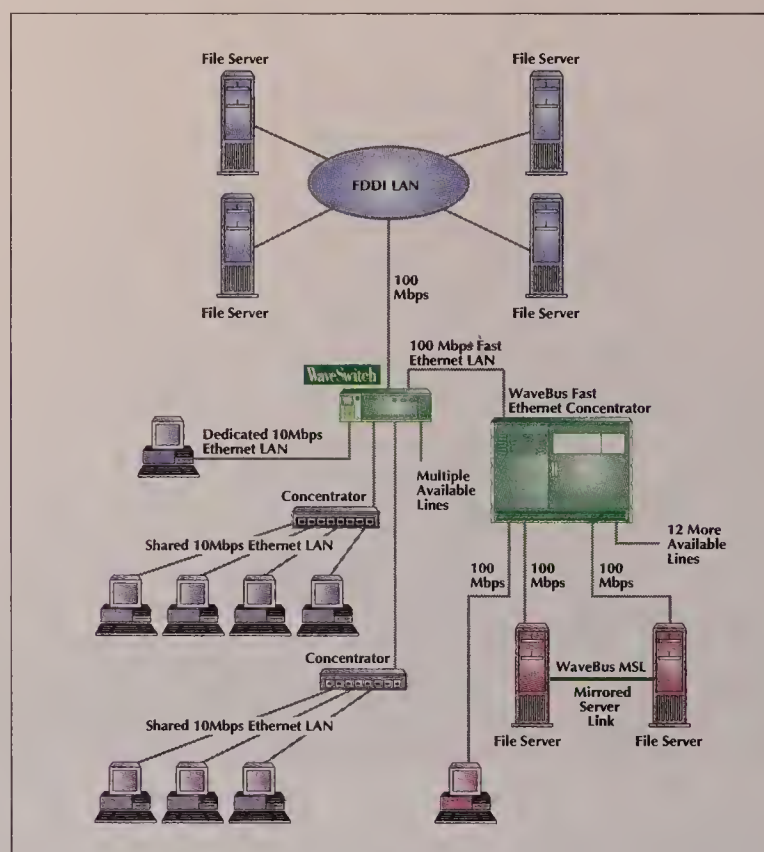 File Server
File Server
FDDI LAN
File Server
File Server
100
Mbps
100 Mbps Fast
Ethernet LAN
WaveSwitch
WaveBus Fast
Ethernet Concentrator
Dedicated 10Mbps
Ethernet LAN
Multiple
Available
Lines
Concentrator
12 More
Available
Lines
Shared 10Mbps Ethernet LAN
100
Mbps
100
Mbps
100
Mbps
Concentrator
WaveBus MSL
Mirrored
Server
Link
Shared 10Mbps Ethernet LAN
File Server
File Server